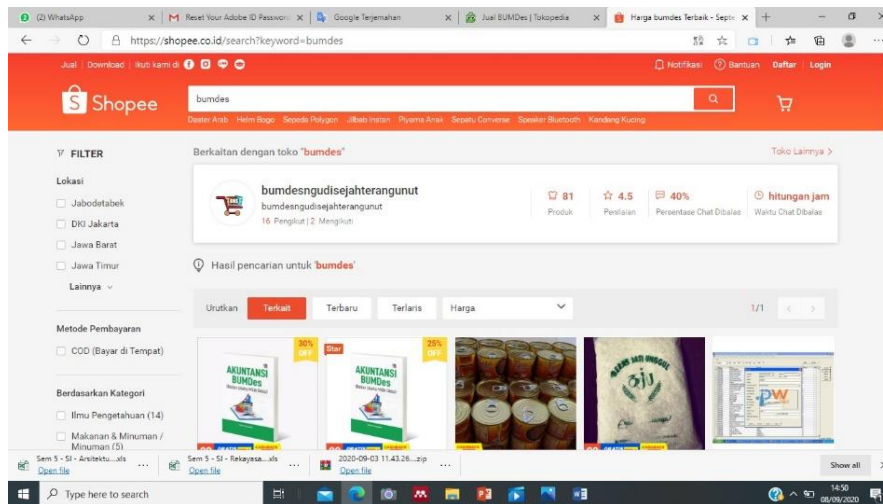 (2) WhatsApp
Reset Your Adobe ID Password
Google Terjemahan
Jual BUMDes | Tokopedia
Harga bumdes Terbaik - Septe
https://shopee.co.id/search?keyword=bumdes
Jual Download Ikuti kami di
Notifikasi Bantuan Daftar Login
Shopee
bumdes
Daster Arab Helm Bogo Sepeda Polygon Jilbab Instan Piyama Anak Sepatu Converse Speaker Bluetooth Kandang Kucing
FILTER
Lokasi
Jabodetabek
DKI Jakarta
Jawa Barat
Jawa Timur
Lainnya
Metode Pembayaran
COD (Bayar di Tempat)
Berdasarkan Kategori
Ilmu Pengetahuan (14)
Makanan & Minuman /
Minuman (5)
Berkaitan dengan toko "bumdes"
Toko Lainnya >
bumdesngudisejahterangunut
bumdesngudisejahterangunut
16 Pengikut | 2 Mengikuti
81
Produk
4.5
Penilaian
40%
Persentase Chat Dibalas
hitungan jam
Waktu Chat Dibalas
Hasil pencarian untuk 'bumdes'
Urutkan Terkait Terbaru Terlaris Harga
1/1
30%
OFF
AKUNTANSI
BUMDes
Star
25%
OFF
AKUNTANSI
BUMDes
BERAS JATI UNGGUL
aju
PW
Sem 5 - SI - Arsitektu....xls
Open file
Sem 5 - SI - Rekayasa....xls
Open file
2020-09-03 11.43.26....zip
Open file
Show all
Type here to search
14:50
08/09/2020